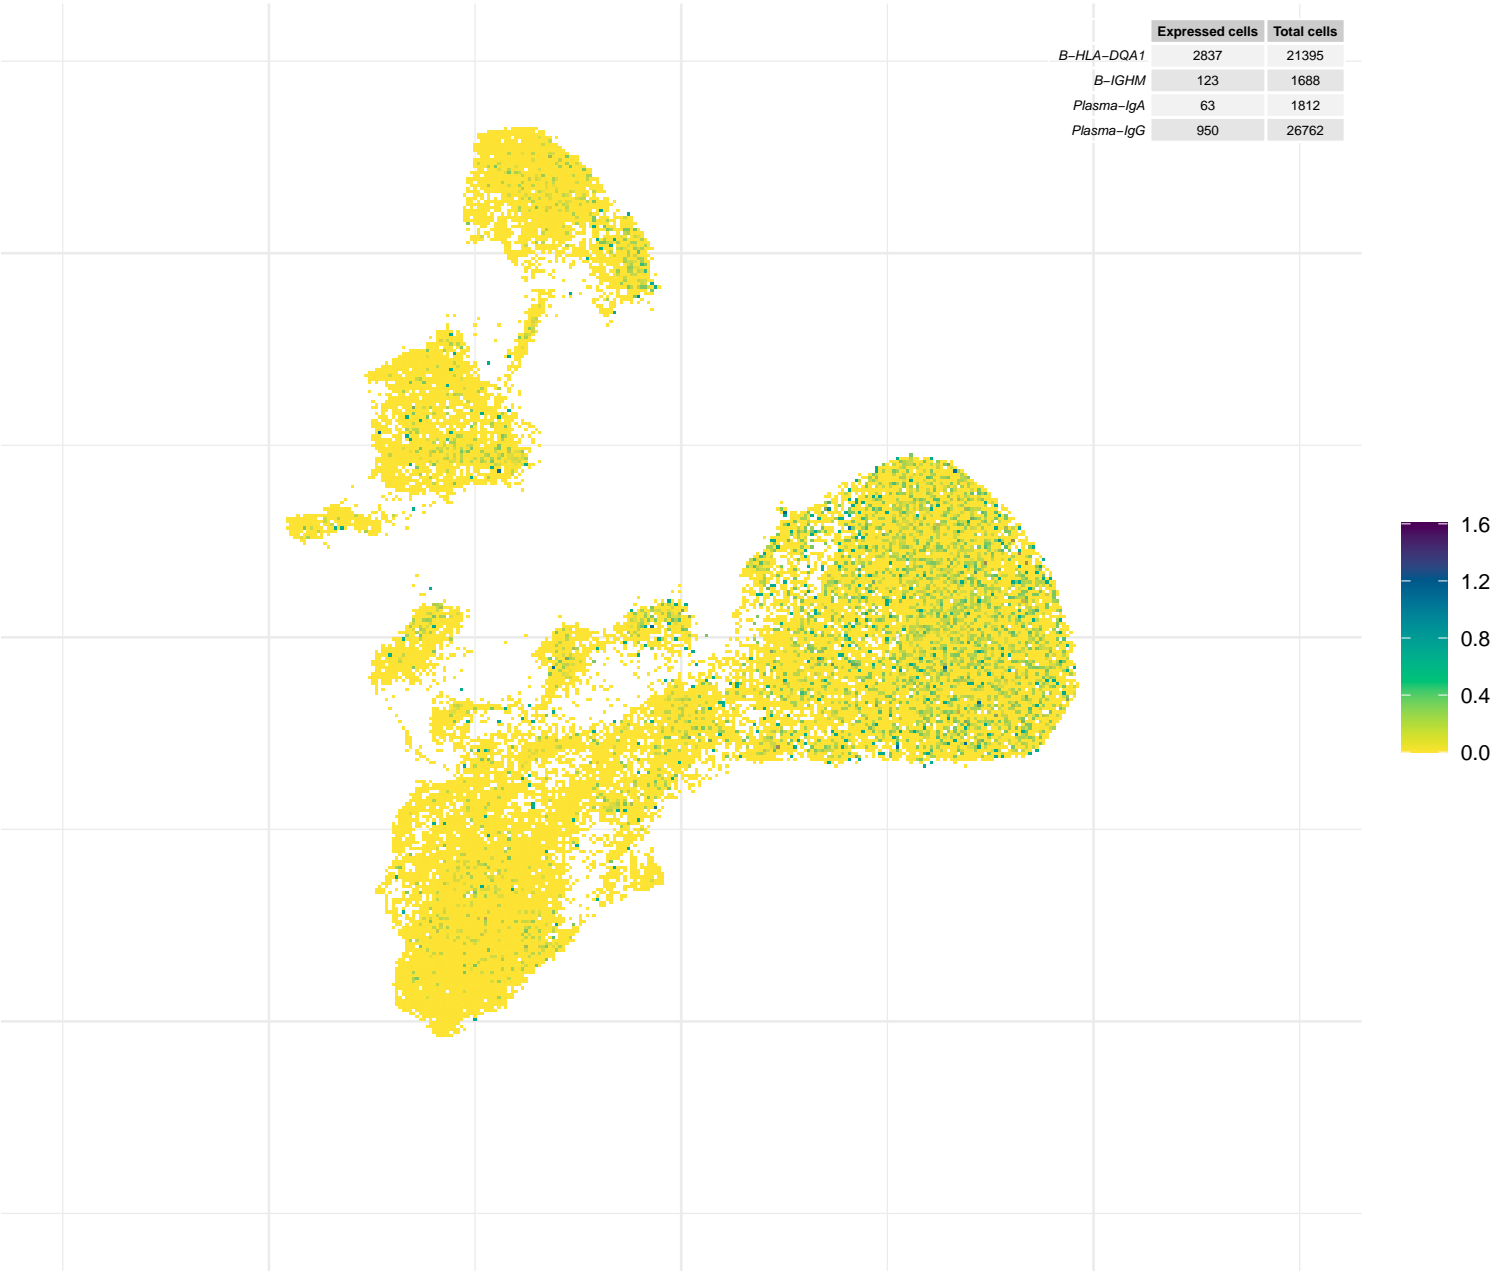 Expressed cells Total cells
B−HLA−DQA1 2837 21395
B−IGHM 123 1688
Plasma−IgA 63 1812
Plasma−IgG 950 26762
1.6
1.2
0.8
0.4
0.0